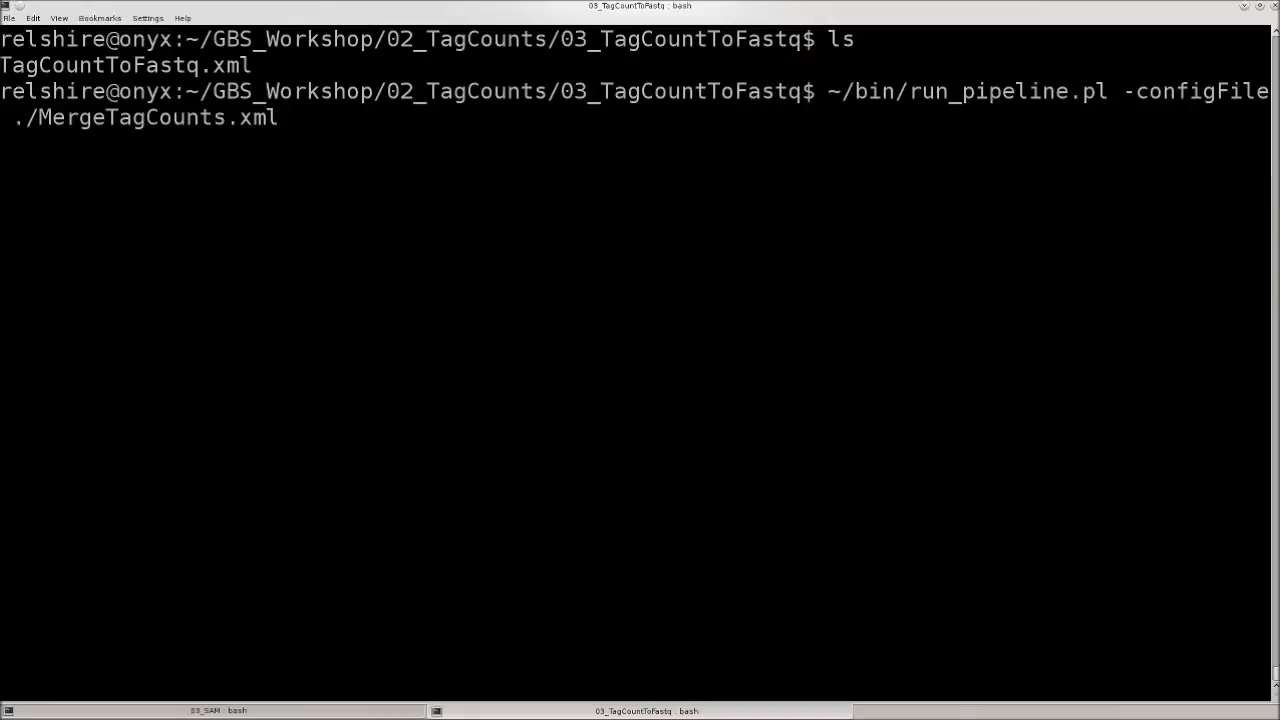 03_TagCountToFastq : bash
File Edit View Bookmarks Settings Help
relshire@onyx:~/GBS_Workshop/02_TagCounts/03_TagCountToFastq$ ls
TagCountToFastq.xml
relshire@onyx:~/GBS_Workshop/02_TagCounts/03_TagCountToFastq$ ~/bin/run_pipeline.pl -configFile
./MergeTagCounts.xml
03_SAM : bash
03_TagCountToFastq : bash